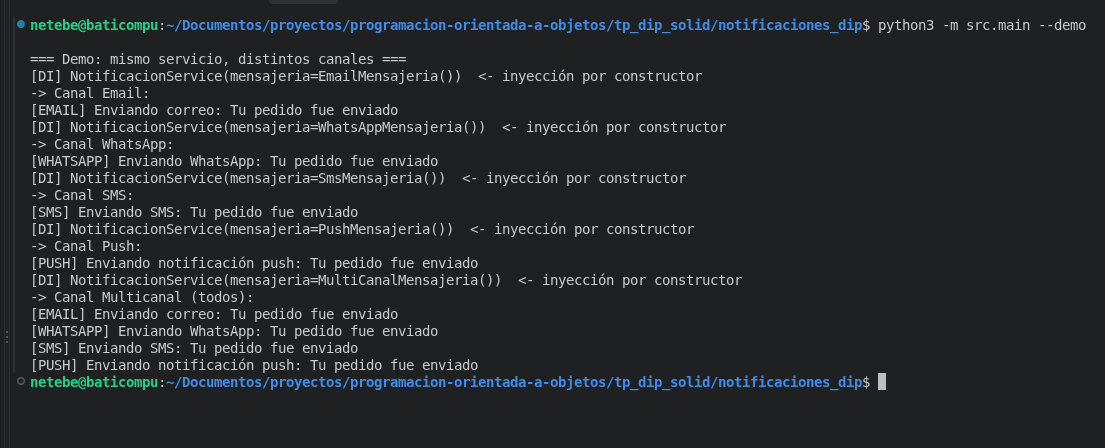 netebe@baticompu:~/Documentos/proyectos/programacion-orientada-a-objetos/tp_dip_solid/notificaciones_dip$ python3 -m src.main --demo
=== Demo: mismo servicio, distintos canales ===
[DI] NotificacionService(mensajeria=EmailMensajeria())  <- inyección por constructor
-> Canal Email:
[EMAIL] Enviando correo: Tu pedido fue enviado
[DI] NotificacionService(mensajeria=WhatsAppMensajeria())  <- inyección por constructor
-> Canal WhatsApp:
[WHATSAPP] Enviando WhatsApp: Tu pedido fue enviado
[DI] NotificacionService(mensajeria=SmsMensajeria())  <- inyección por constructor
-> Canal SMS:
[SMS] Enviando SMS: Tu pedido fue enviado
[DI] NotificacionService(mensajeria=PushMensajeria())  <- inyección por constructor
-> Canal Push:
[PUSH] Enviando notificación push: Tu pedido fue enviado
[DI] NotificacionService(mensajeria=MultiCanalMensajeria())  <- inyección por constructor
-> Canal Multicanal (todos):
[EMAIL] Enviando correo: Tu pedido fue enviado
[WHATSAPP] Enviando WhatsApp: Tu pedido fue enviado
[SMS] Enviando SMS: Tu pedido fue enviado
[PUSH] Enviando notificación push: Tu pedido fue enviado
netebe@baticompu:~/Documentos/proyectos/programacion-orientada-a-objetos/tp_dip_solid/notificaciones_dip$